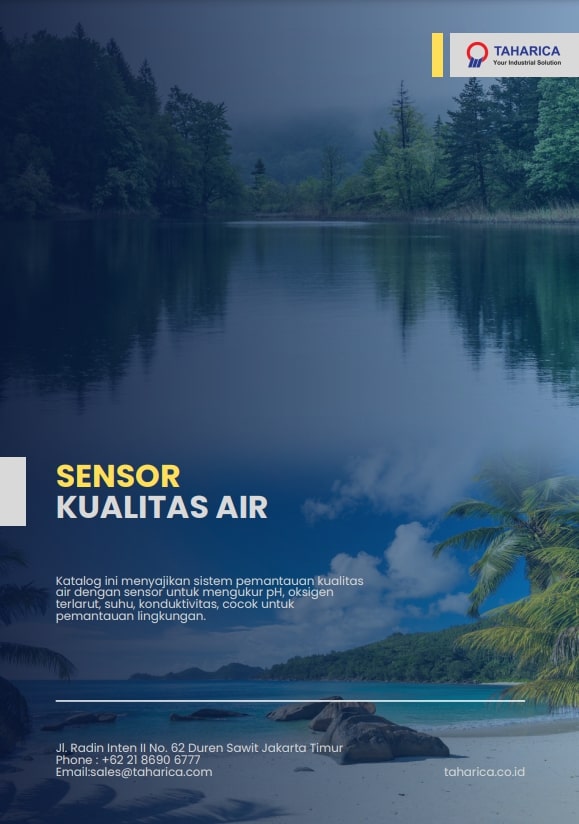 TAHARICA
Your Industrial Solution
SENSOR
KUALITAS AIR
Katalog ini menyajikan sistem pemantauan kualitas
air dengan sensor untuk mengukur pH, oksigen
terlarut, suhu, konduktivitas, cocok untuk
pemantauan lingkungan.
Jl. Radin Inten II No. 62 Duren Sawit Jakarta Timur
Phone : +62 21 8690 6777
Email:sales@taharica.com
taharica.co.id